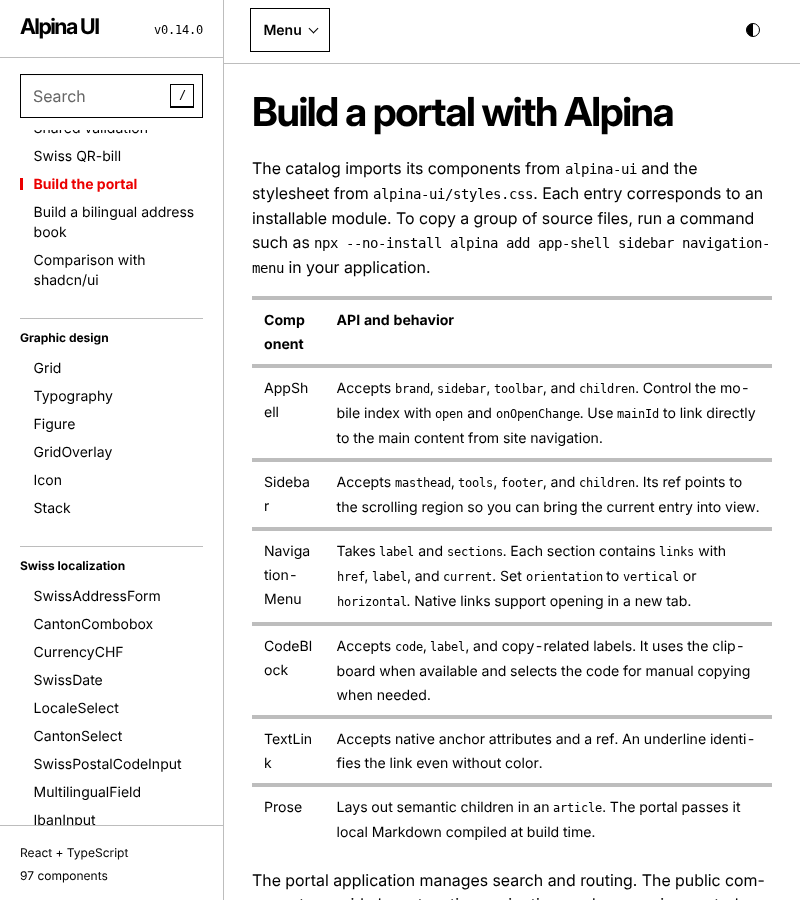 Alpina UI
v0.14.0
Search
/
Shared validation
Swiss QR-bill
Build the portal
Build a bilingual address
book
Comparison with
shadcn/ui
Graphic design
Grid
Typography
Figure
GridOverlay
Icon
Stack
Swiss localization
SwissAddressForm
CantonCombobox
CurrencyCHF
SwissDate
LocaleSelect
CantonSelect
SwissPostalCodeInput
MultilingualField
IbanInput
React + TypeScript
97 components
Menu
Build a portal with Alpina
The catalog imports its components from alpina-ui and the
stylesheet from alpina-ui/styles.css. Each entry corresponds to an
installable module. To copy a group of source files, run a command
such as npx --no-install alpina add app-shell sidebar navigation-
menu in your application.
Comp
onent
API and behavior
AppSh
ell
Accepts brand, sidebar, toolbar, and children. Control the mo-
bile index with open and onOpenChange. Use mainId to link directly
to the main content from site navigation.
Sideba
r
Accepts masthead, tools, footer, and children. Its ref points to
the scrolling region so you can bring the current entry into view.
Naviga
tion-
Menu
Takes label and sections. Each section contains links with
href, label, and current. Set orientation to vertical or
horizontal. Native links support opening in a new tab.
CodeBl
ock
Accepts code, label, and copy-related labels. It uses the clip-
board when available and selects the code for manual copying
when needed.
TextLin
k
Accepts native anchor attributes and a ref. An underline identi-
fies the link even without color.
Prose
Lays out semantic children in an article. The portal passes it
local Markdown compiled at build time.
The portal application manages search and routing. The public com-